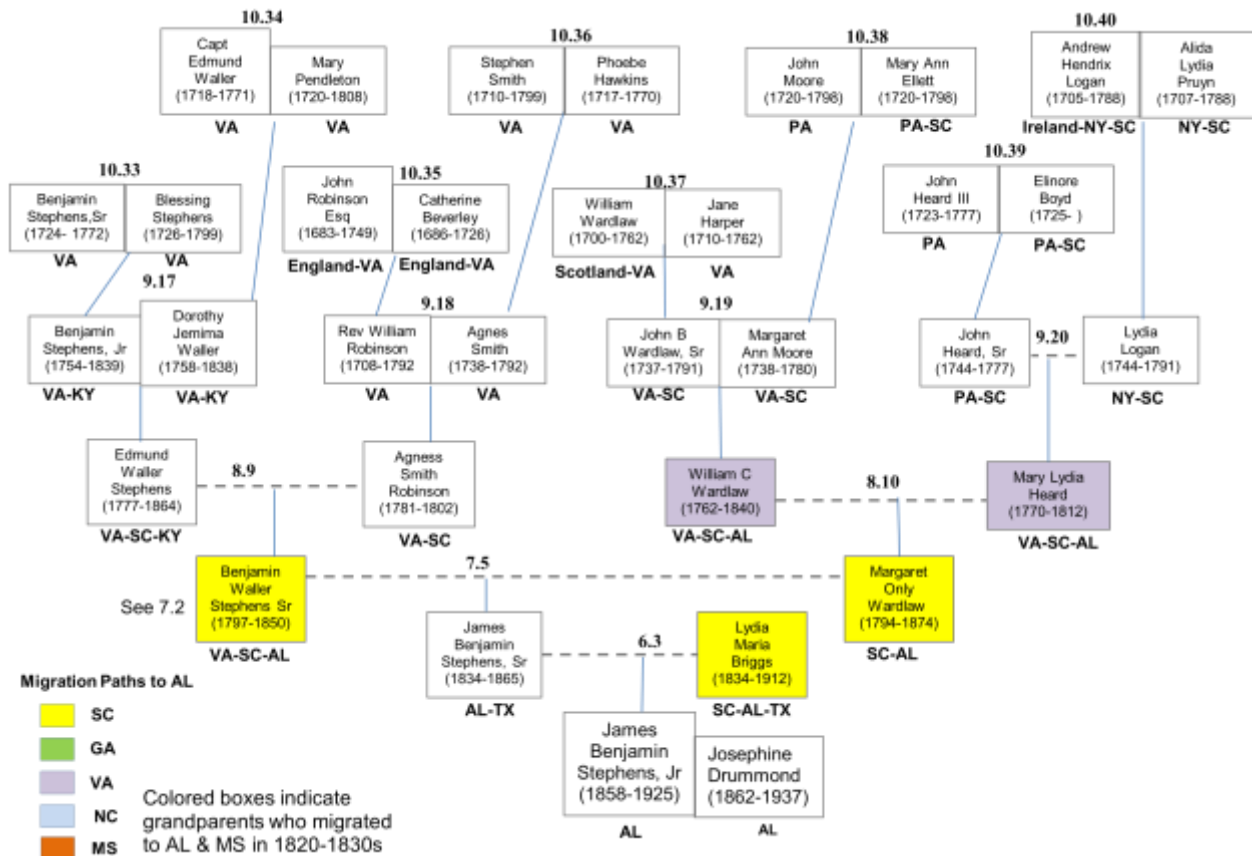 10.34
Capt
Edmund
Waller
(1718-1771)
VA
Mary
Pendleton
(1720-1808)
VA
10.36
Stephen
Smith
(1710-1799)
VA
Phoebe
Hawkins
(1717-1770)
VA
10.38
John
Moore
(1720-1798)
PA
Mary Ann
Ellett
(1720-1798)
PA-SC
10.40
Andrew
Hendrix
Logan
(1705-1788)
Ireland-NY-SC
Alida
Lydia
Pruyn
(1707-1788)
NY-SC
10.33
Benjamin
Stephens,Sr
(1724- 1772)
VA
Blessing
Stephens
(1726-1799)
VA
10.35
John
Robinson
Esq
(1683-1749)
England-VA
Catherine
Beverley
(1686-1726)
England-VA
10.37
William
Wardlaw
(1700-1762)
Scotland-VA
Jane
Harper
(1710-1762)
VA
10.39
John
Heard III
(1723-1777)
PA
Elinore
Boyd
(1725- )
PA-SC
9.17
Benjamin
Stephens, Jr
(1754-1839)
VA-KY
Dorothy
Jemima
Waller
(1758-1838)
VA-KY
9.18
Rev William
Robinson
(1708-1792
VA
Agnes
Smith
(1738-1792)
VA
9.19
John B
Wardlaw, Sr
(1737-1791)
VA-SC
Margaret
Ann Moore
(1738-1780)
VA-SC
9.20
John
Heard, Sr
(1744-1777)
PA-SC
Lydia
Logan
(1744-1791)
NY-SC
8.9
Edmund
Waller
Stephens
(1777-1864)
VA-SC-KY
Agness
Smith
Robinson
(1781-1802)
VA-SC
8.10
William C
Wardlaw
(1762-1840)
VA-SC-AL
Mary Lydia
Heard
(1770-1812)
VA-SC-AL
7.5
See 7.2
Benjamin
Waller
Stephens Sr
(1797-1850)
VA-SC-AL
Margaret
Only
Wardlaw
(1794-1874)
SC-AL
6.3
James
Benjamin
Stephens, Sr
(1834-1865)
AL-TX
Lydia
Maria
Briggs
(1834-1912)
SC-AL-TX
James
Benjamin
Stephens, Jr
(1858-1925)
AL
Josephine
Drummond
(1862-1937)
AL
Migration Paths to AL
SC
GA
VA
NC
MS
Colored boxes indicate
grandparents who migrated
to AL & MS in 1820-1830s